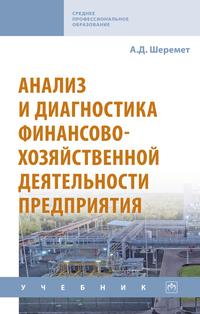 СРЕДНЕЕ
ПРОФЕССИОНАЛЬНОЕ
ОБРАЗОВАНИЕ
А.Д. Шеремет
АНАЛИЗ
И ДИАГНОСТИКА
ФИНАНСОВО-
ХОЗЯЙСТВЕННОЙ
ДЕЯТЕЛЬНОСТИ
ПРЕДПРИЯТИЯ
УЧЕБНИК